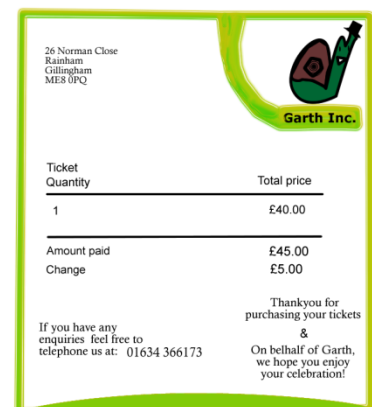 26 Norman Close
Rainham
Gillingham
ME8 0PQ
Garth Inc.
Ticket
Quantity
Total price
1
£40.00
Amount paid
£45.00
Change
£5.00
If you have any
enquiries feel free to
telephone us at: 01634 366173
Thankyou for
purchasing your tickets
&
On belhalf of Garth,
we hope you enjoy
your celebration!